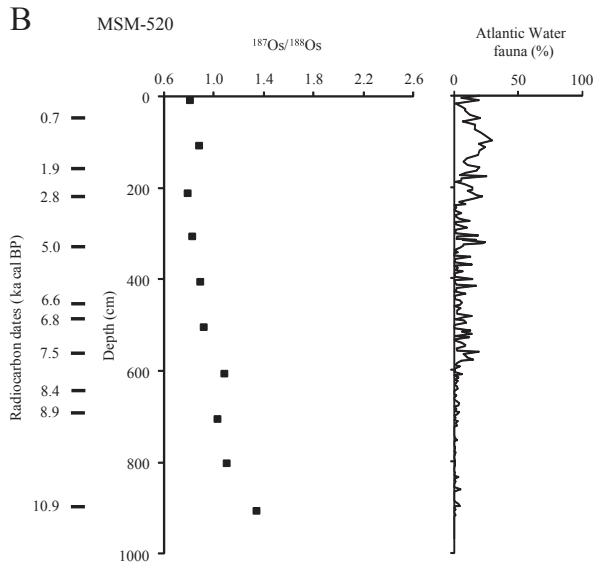 B
MSM-520
187Os/188Os
0.6 1.0 1.4 1.8 2.2 2.6
Atlantic Water
fauna (%)
0 50 100
Radiocarbon dates (ka cal BP)
0.7
1.9
2.8
5.0
6.6
6.8
7.5
8.4
8.9
10.9
Depth (cm)
0
200
400
600
800
1000